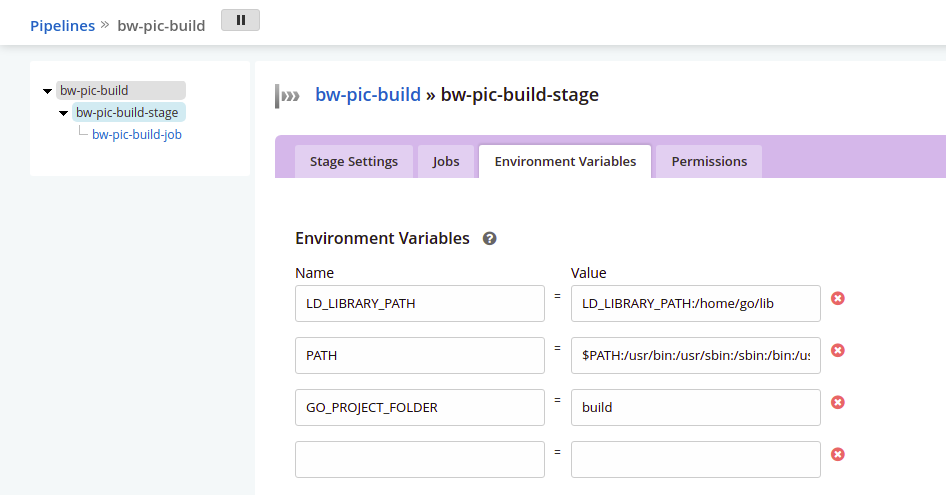 Pipelines » bw-pic-build
bw-pic-build
bw-pic-build-stage
bw-pic-build-job
bw-pic-build » bw-pic-build-stage
Stage Settings Jobs Environment Variables Permissions
Environment Variables ?
Name Value
LD_LIBRARY_PATH = LD_LIBRARY_PATH:/home/go/lib
PATH = $PATH:/usr/bin:/usr/sbin:/sbin:/bin:/us
GO_PROJECT_FOLDER = build
=